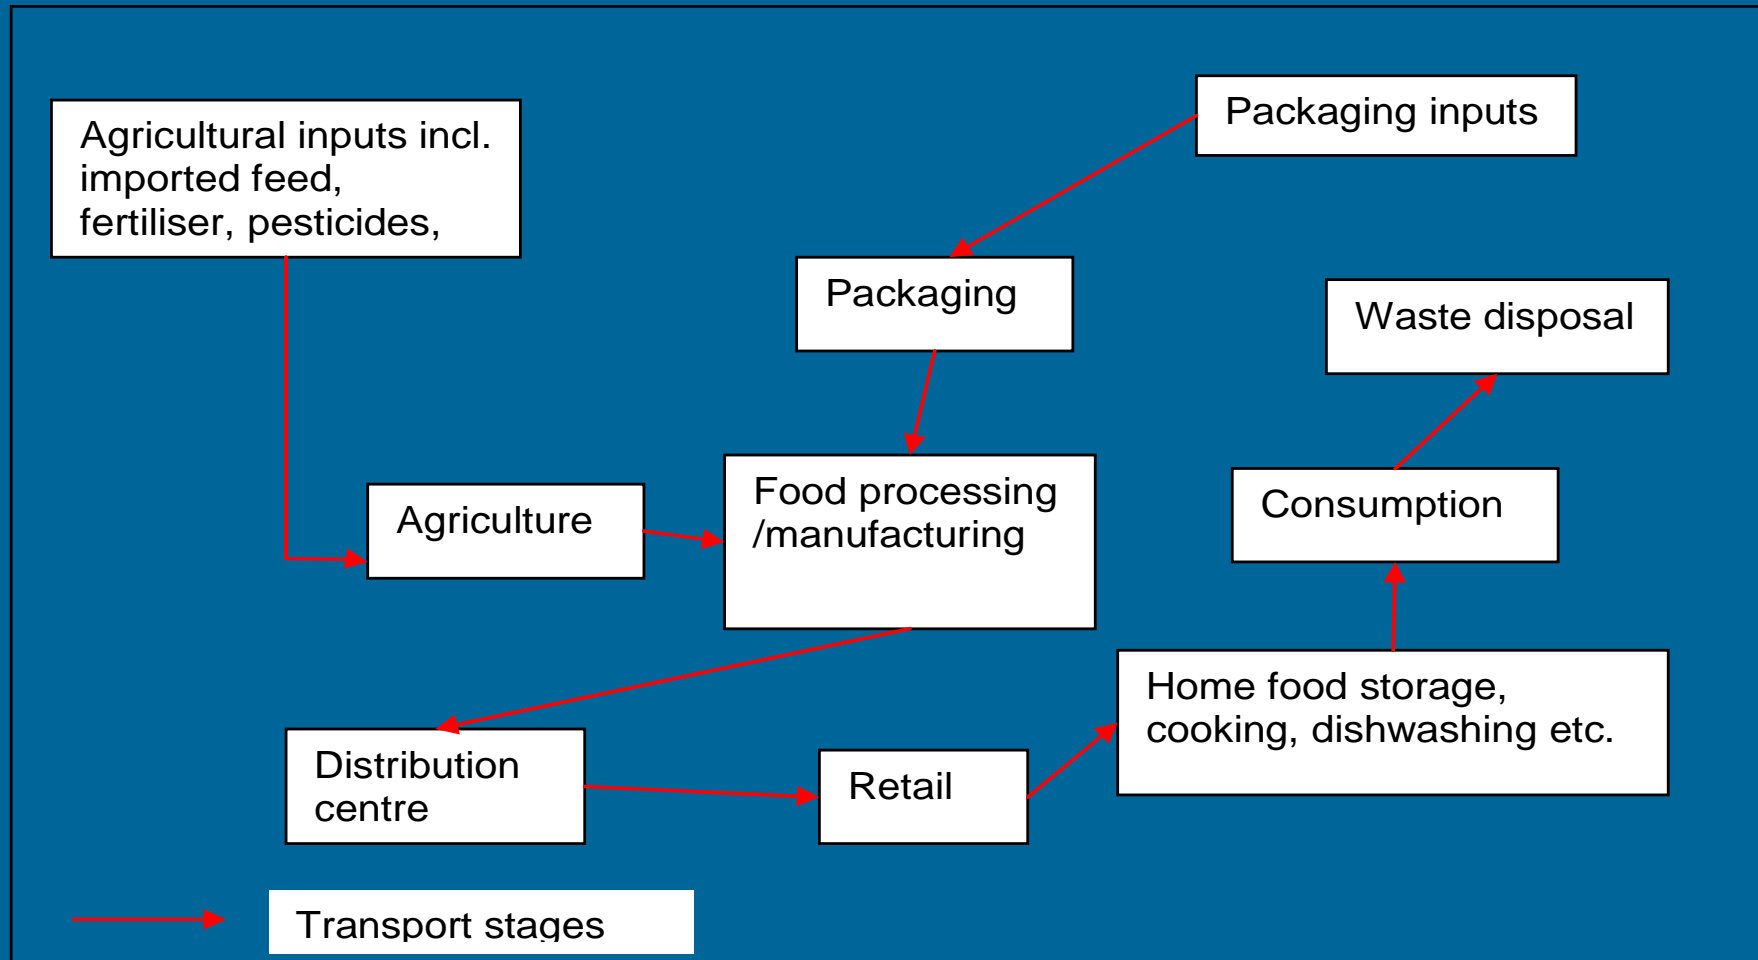 Packaging inputs
Agricultural inputs incl.
imported feed,
fertiliser, pesticides,
Packaging
Waste disposal
Food processing
/manufacturing
Consumption
Agriculture
Home food storage,
cooking, dishwashing etc.
Distribution
centre
Retail
Transport stages